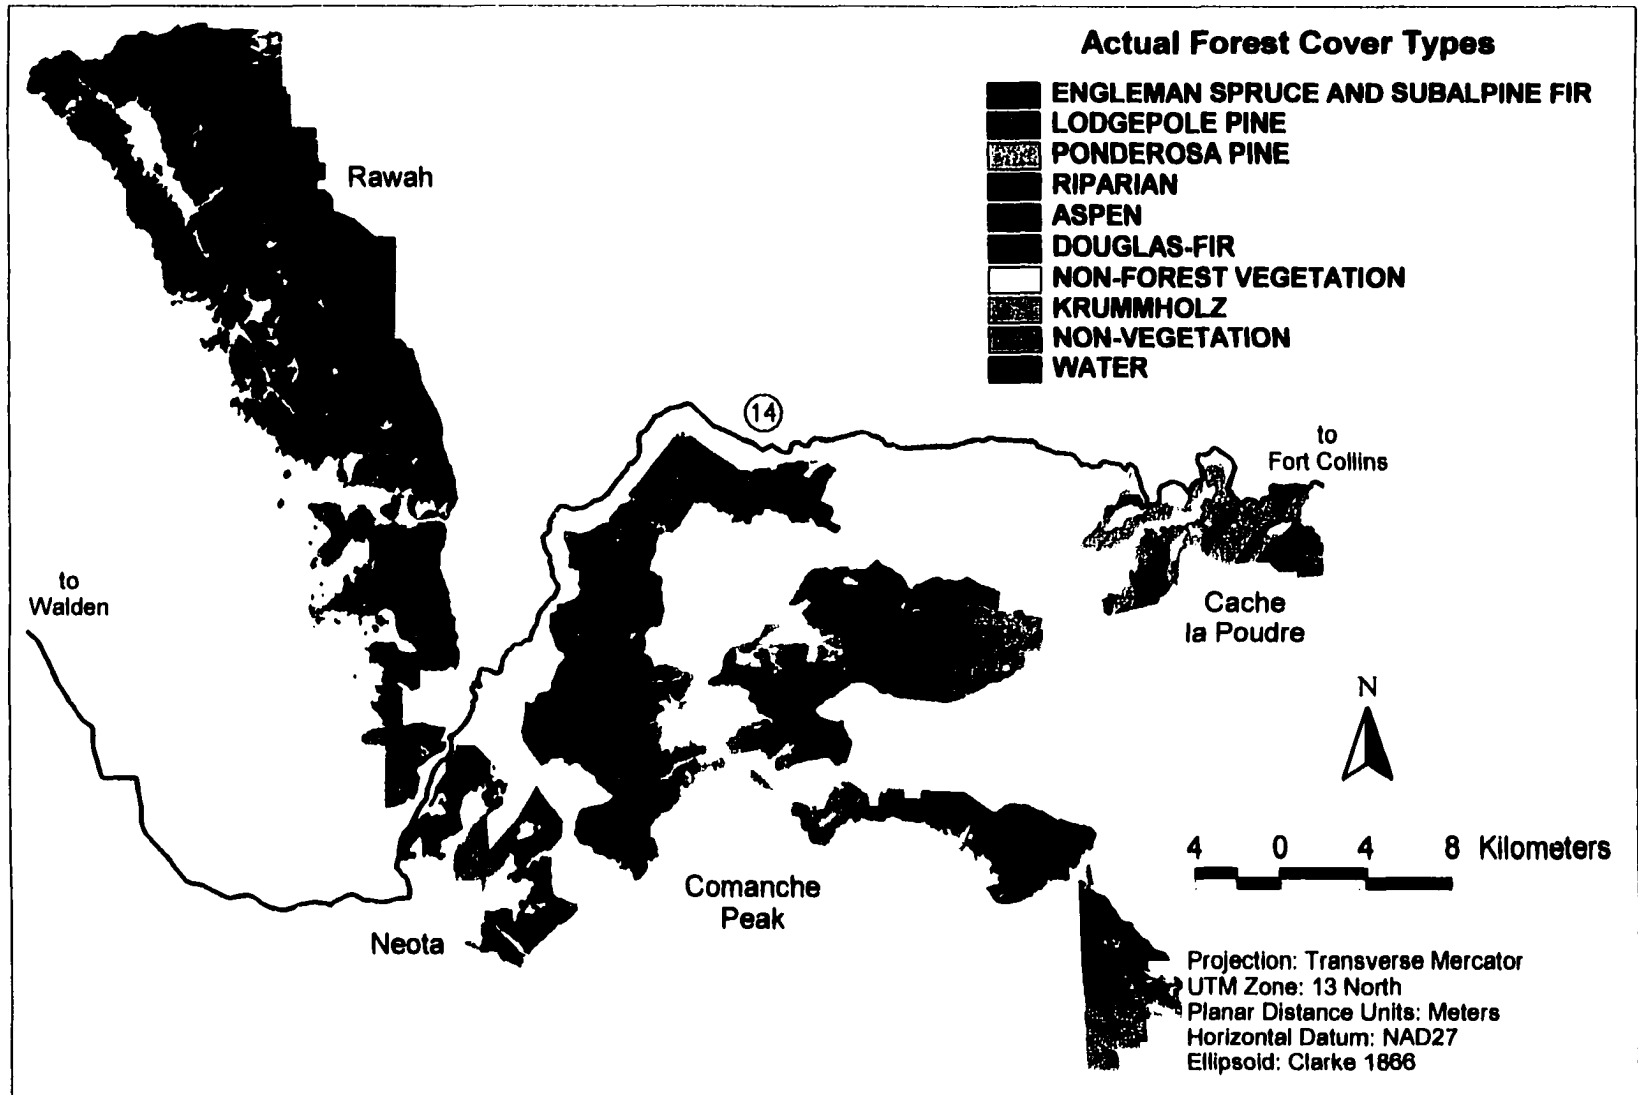 Actual Forest Cover Types
ENGLEMAN SPRUCE AND SUBALPINE FIR
LODGEPOLE PINE
PONDEROSA PINE
RIPARIAN
ASPEN
DOUGLAS-FIR
NON-FOREST VEGETATION
KRUMMHOLZ
NON-VEGETATION
WATER
Rawah
14
to
Fort Collins
to
Walden
Cache
la Poudre
N
4 0 4 8 Kilometers
Comanche
Peak
Neota
Projection: Transverse Mercator
UTM Zone: 13 North
Planar Distance Units: Meters
Horizontal Datum: NAD27
Ellipsoid: Clarke 1866